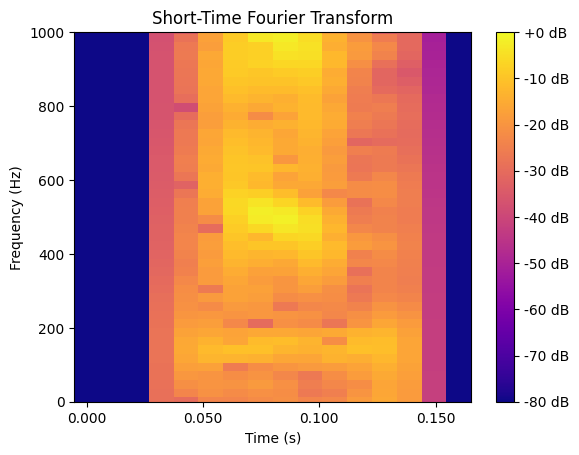 Short-Time Fourier Transform
1000
800
600
400
200
0
Frequency (Hz)
0.000
0.050
0.100
0.150
Time (s)
+0 dB
-10 dB
-20 dB
-30 dB
-40 dB
-50 dB
-60 dB
-70 dB
-80 dB